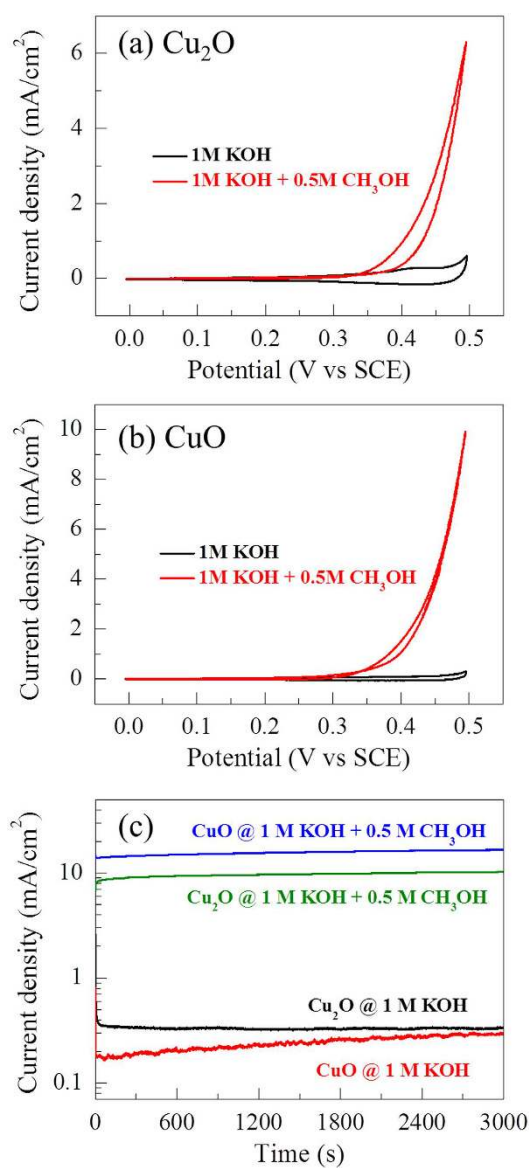 (a) Cu₂O
1M KOH
1M KOH + 0.5M CH₃OH
Current density (mA/cm²)
6
4
2
0
0.0 0.1 0.2 0.3 0.4 0.5
Potential (V vs SCE)
(b) CuO
1M KOH
1M KOH + 0.5M CH₃OH
Current density (mA/cm²)
10
8
6
4
2
0
0.0 0.1 0.2 0.3 0.4 0.5
Potential (V vs SCE)
(c)
CuO @ 1 M KOH + 0.5 M CH₃OH
Cu₂O @ 1 M KOH + 0.5 M CH₃OH
Cu₂O @ 1 M KOH
CuO @ 1 M KOH
Current density (mA/cm²)
10
1
0.1
0 600 1200 1800 2400 3000
Time (s)